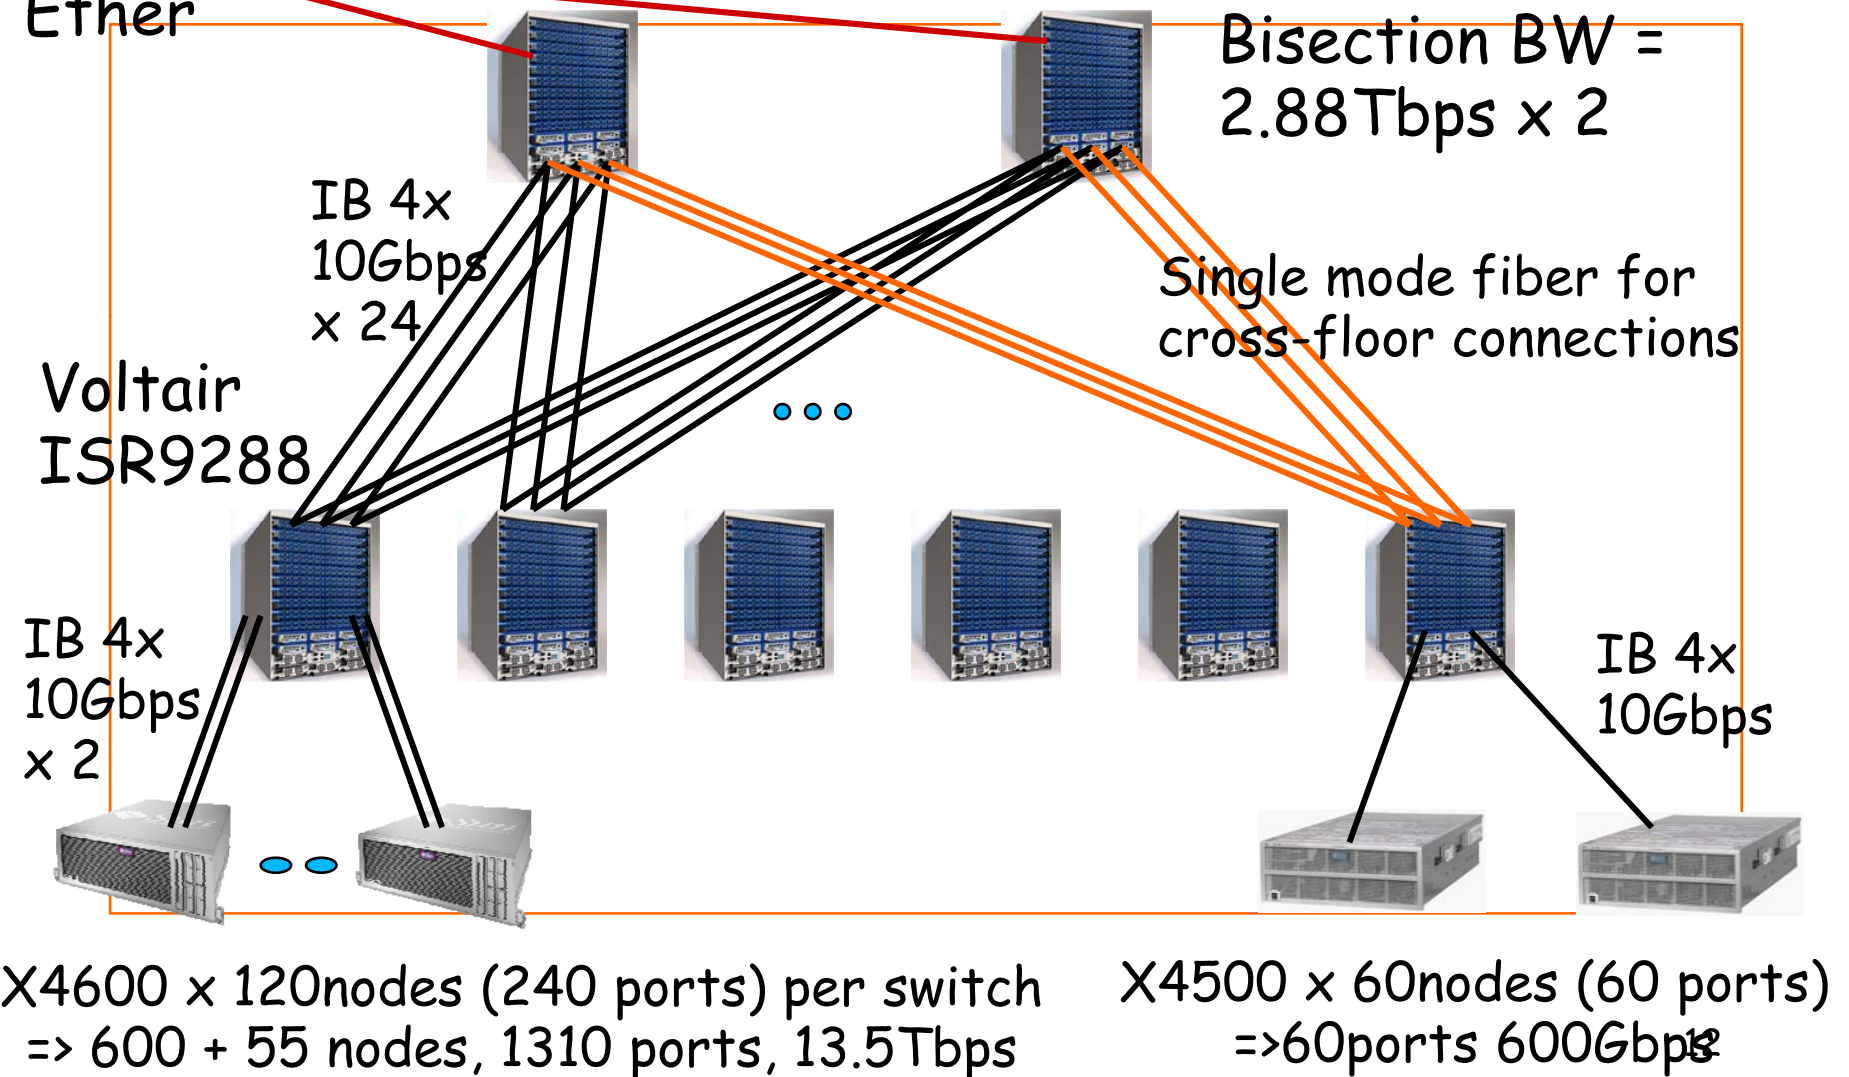 Ether
Bisection BW =
2.88Tbps x 2
IB 4x
10Gbps
x 24
Single mode fiber for
cross-floor connections
Voltair
ISR9288
IB 4x
10Gbps
x 2
IB 4x
10Gbps
X4600 x 120nodes (240 ports) per switch
=> 600 + 55 nodes, 1310 ports, 13.5Tbps
X4500 x 60nodes (60 ports)
=>60ports 600Gbps
12